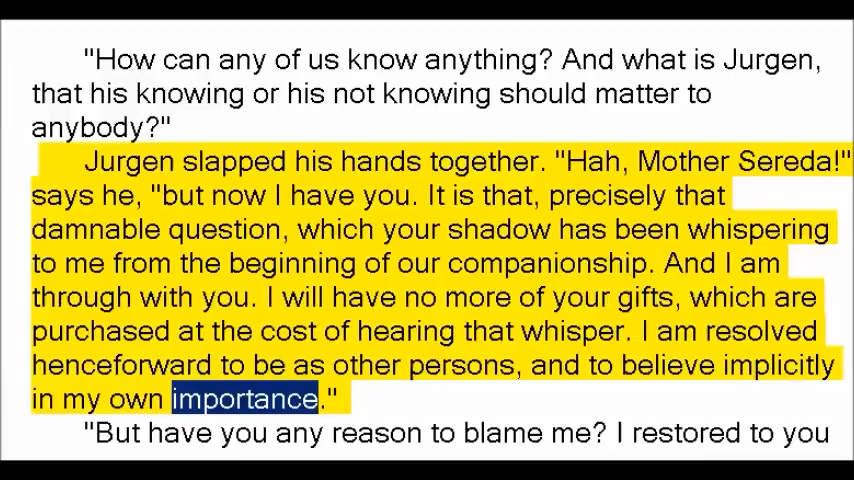 "How can any of us know anything? And what is Jurgen,
that his knowing or his not knowing should matter to
anybody?"
Jurgen slapped his hands together. "Hah, Mother Sereda!"
says he, "but now I have you. It is that, precisely that
damnable question, which your shadow has been whispering
to me from the beginning of our companionship. And I am
through with you. I will have no more of your gifts, which are
purchased at the cost of hearing that whisper. I am resolved
henceforward to be as other persons, and to believe implicitly
in my own importance."
"But have you any reason to blame me? I restored to you